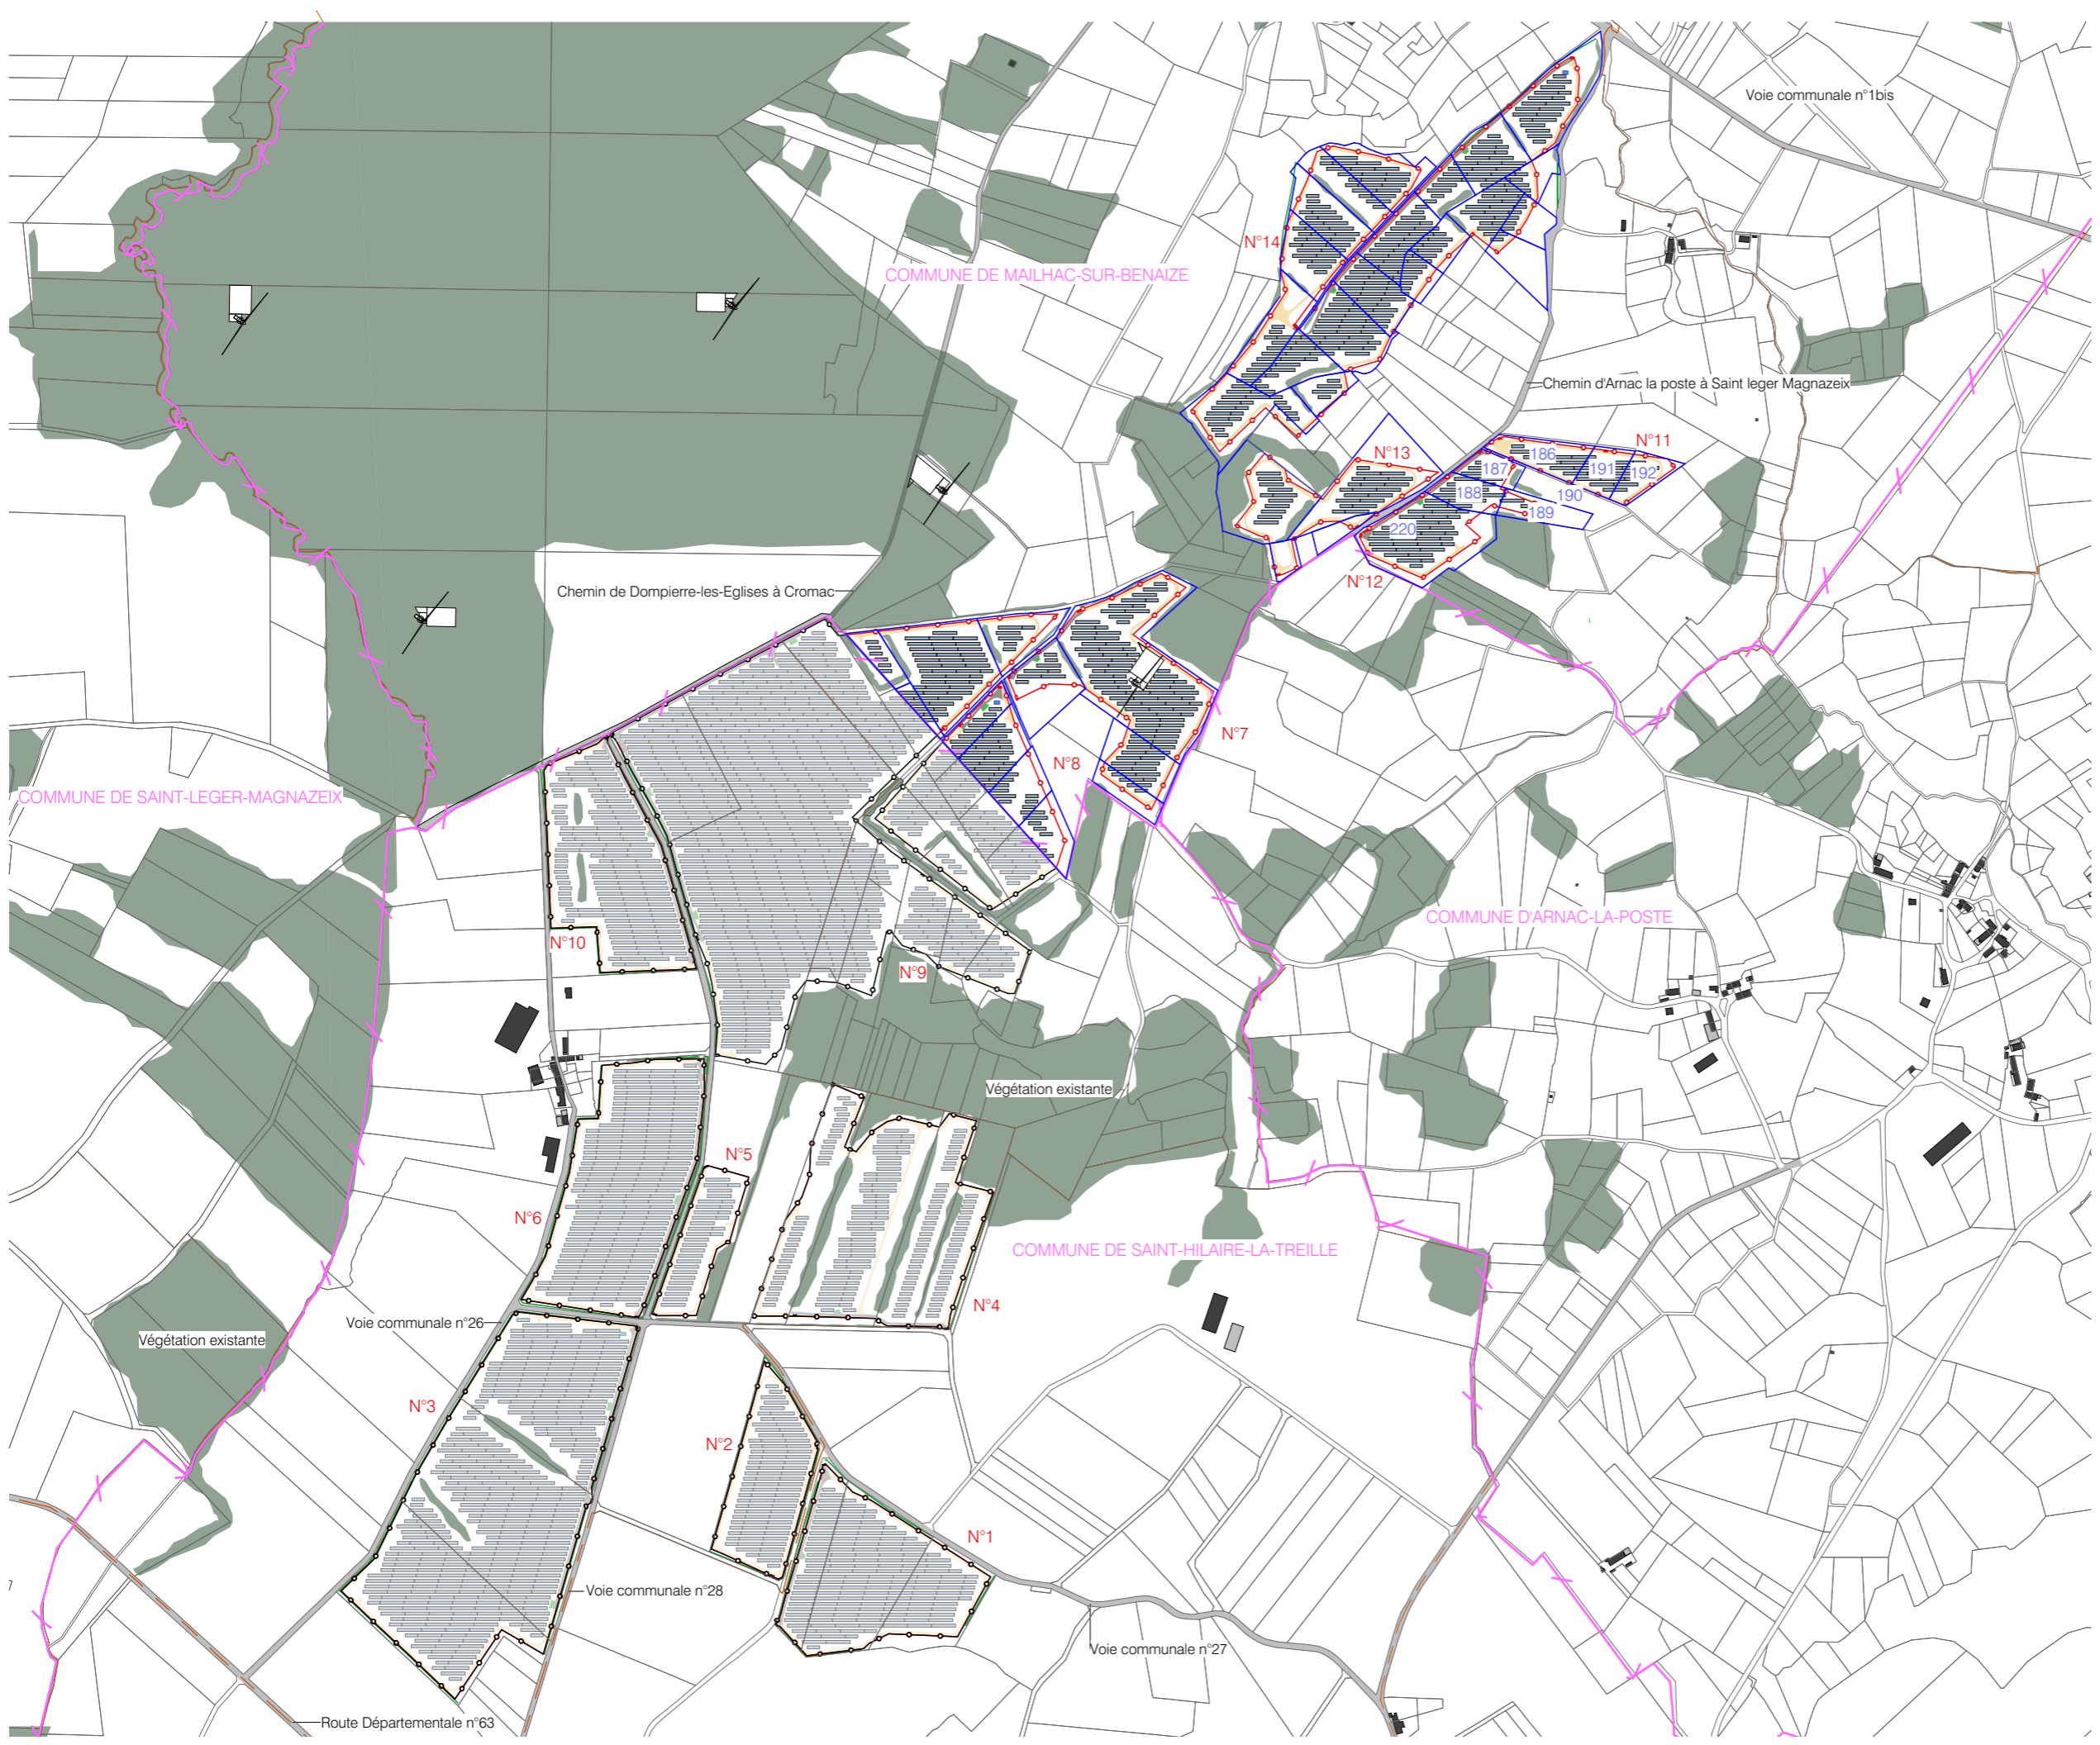 Voie communale n°1bis
N°14
COMMUNE DE MAILHAC-SUR-BENAIZE
Chemin d'Arnac la poste à Saint leger Magnazeix
N°11
N°13
186
187
191
192
188
190
189
220
N°12
Chemin de Dompierre-les-Eglises à Cromac
N°7
N°8
COMMUNE DE SAINT-LEGER-MAGNAZEIX
COMMUNE D'ARNAC-LA-POSTE
N°10
N°9
Végétation existante
N°5
N°6
COMMUNE DE SAINT-HILAIRE-LA-TREILLE
N°4
Voie communale n°26
Végétation existante
N°3
N°2
N°1
Voie communale n°28
Voie communale n°27
Route Départementale n°63